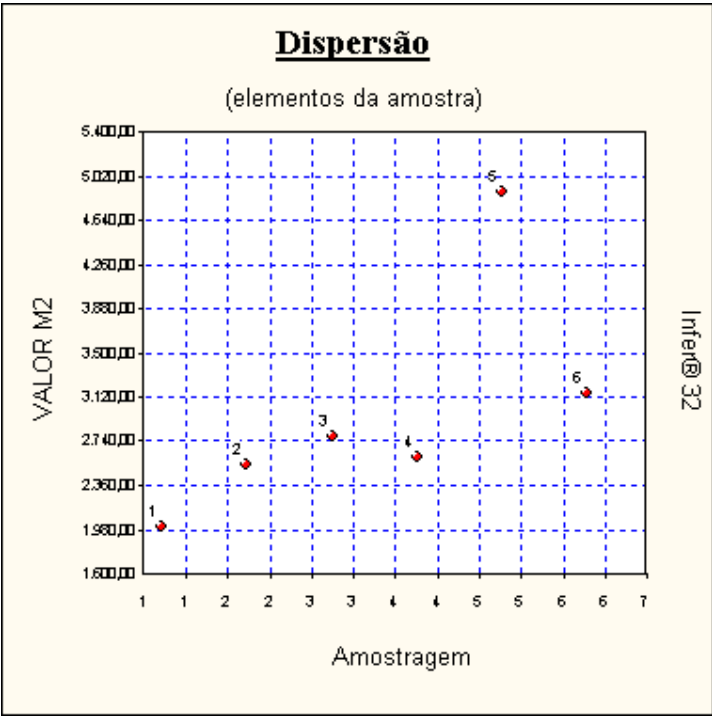 Dispersão
(elementos da amostra)
5.400,00
5.020,00
4.640,00
4.260,00
3.880,00
3.500,00
3.120,00
2.740,00
2.360,00
1.980,00
1.600,00
VALOR M2
1
2
3
4
5
6
1 1 2 2 3 3 4 4 5 5 6 6 7
Amostragem
Infer® 32